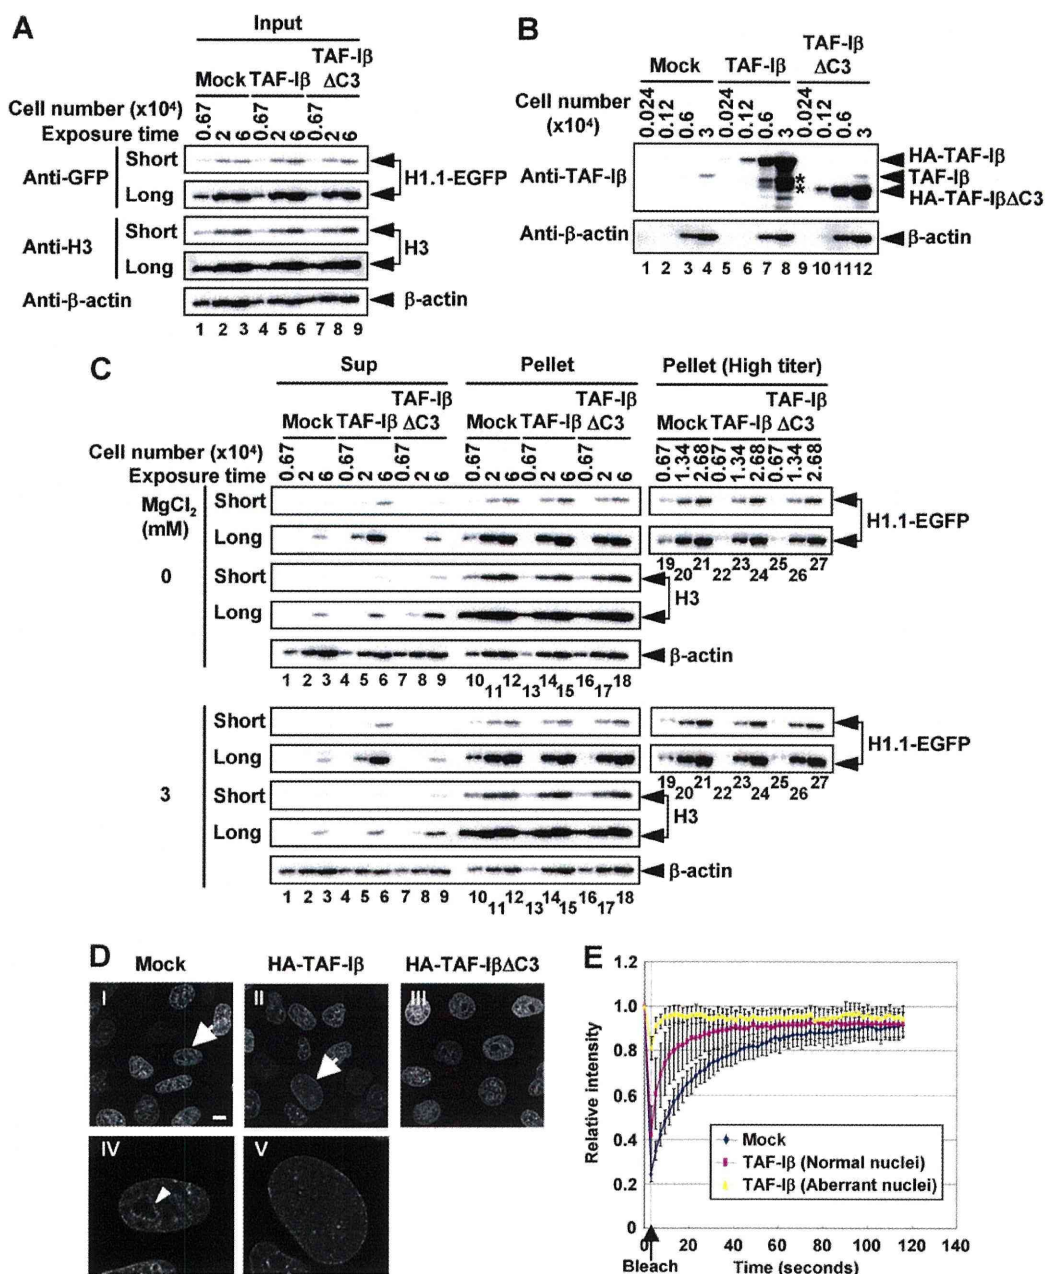 A
Input
TAF-Iβ
Mock TAF-Iβ ΔC3
Cell number (x10⁴)
0.67 2 6 0.67 2 6 0.67 2 6
Exposure time
Anti-GFP
Short
Long
H1.1-EGFP
Anti-H3
Short
Long
H3
Anti-β-actin
β-actin
1 2 3 4 5 6 7 8 9
B
TAF-Iβ
Mock TAF-Iβ ΔC3
Cell number
(x10⁴)
0.024 0.12 0.6 3 0.024 0.12 0.6 3 0.024 0.12 0.6 3
Anti-TAF-Iβ
HA-TAF-Iβ
TAF-Iβ
HA-TAF-IβΔC3
*
*
Anti-β-actin
β-actin
1 2 3 4 5 6 7 8 9 10 11 12
C
Sup Pellet Pellet (High titer)
TAF-Iβ TAF-Iβ TAF-Iβ
Mock TAF-Iβ ΔC3 Mock TAF-Iβ ΔC3 Mock TAF-Iβ ΔC3
Cell number (x10⁴)
0.67 2 6 0.67 2 6 0.67 2 6 0.67 2 6 0.67 2 6 0.67 2 6 0.67 1.34 2.68 0.67 1.34 2.68 0.67 1.34 2.68
Exposure time
MgCl₂
(mM)
0
Short
Long
H1.1-EGFP
19 20 21 22 23 24 25 26 27
Short
Long
H3
β-actin
1 2 3 4 5 6 7 8 9 10 11 12 13 14 15 16 17 18
3
Short
Long
H1.1-EGFP
19 20 21 22 23 24 25 26 27
Short
Long
H3
β-actin
1 2 3 4 5 6 7 8 9 10 11 12 13 14 15 16 17 18
D
Mock HA-TAF-Iβ HA-TAF-IβΔC3
I II III
IV V
E
Relative intensity
1.2
1.0
0.8
0.6
0.4
0.2
0
Mock
TAF-Iβ (Normal nuclei)
TAF-Iβ (Aberrant nuclei)
0 20 40 60 80 100 120 140
Bleach
Time (seconds)